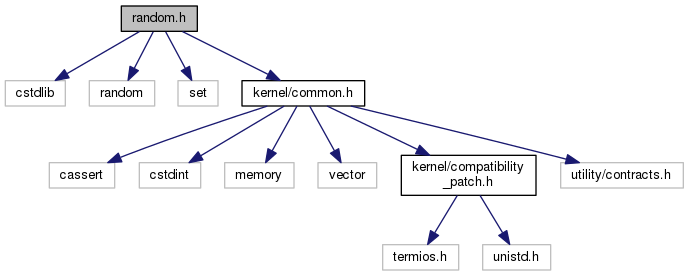 random.h
cstdlib
random
set
kernel/common.h
cassert
cstdint
memory
vector
kernel/compatibility
_patch.h
utility/contracts.h
termios.h
unistd.h